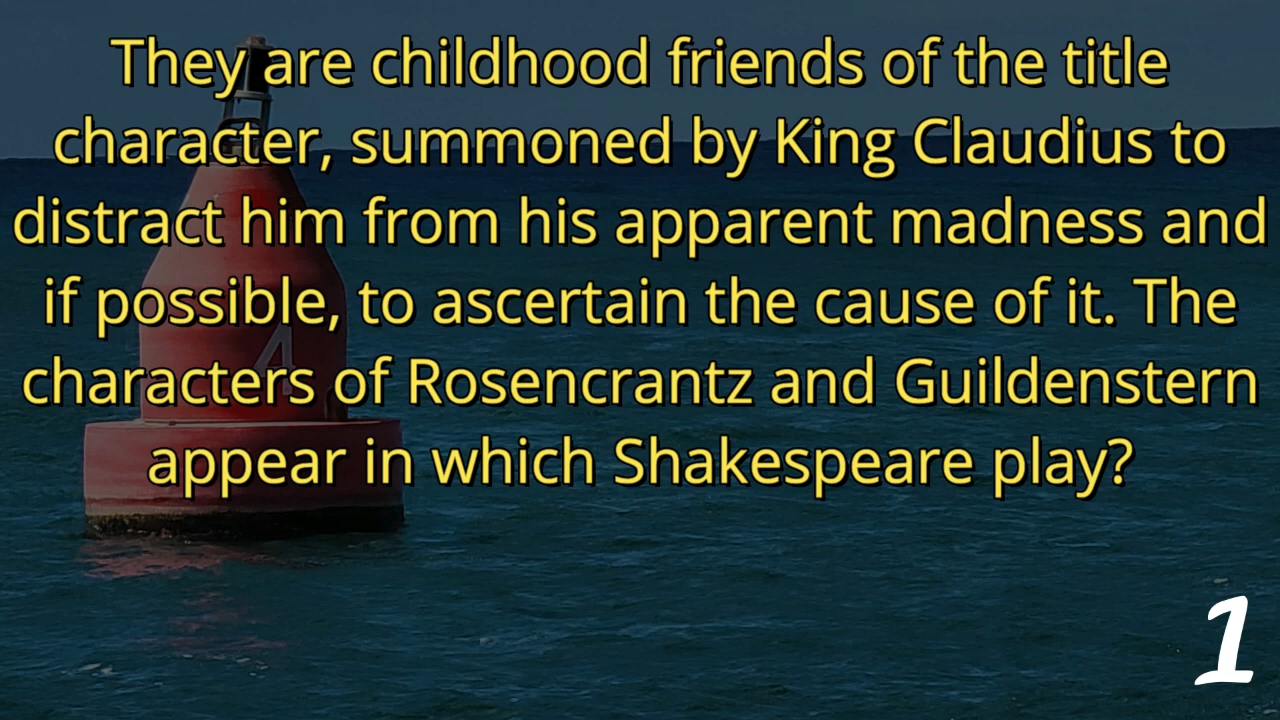 They are childhood friends of the title
character, summoned by King Claudius to
distract him from his apparent madness and
if possible, to ascertain the cause of it. The
characters of Rosencrantz and Guildenstern
appear in which Shakespeare play?
4
1